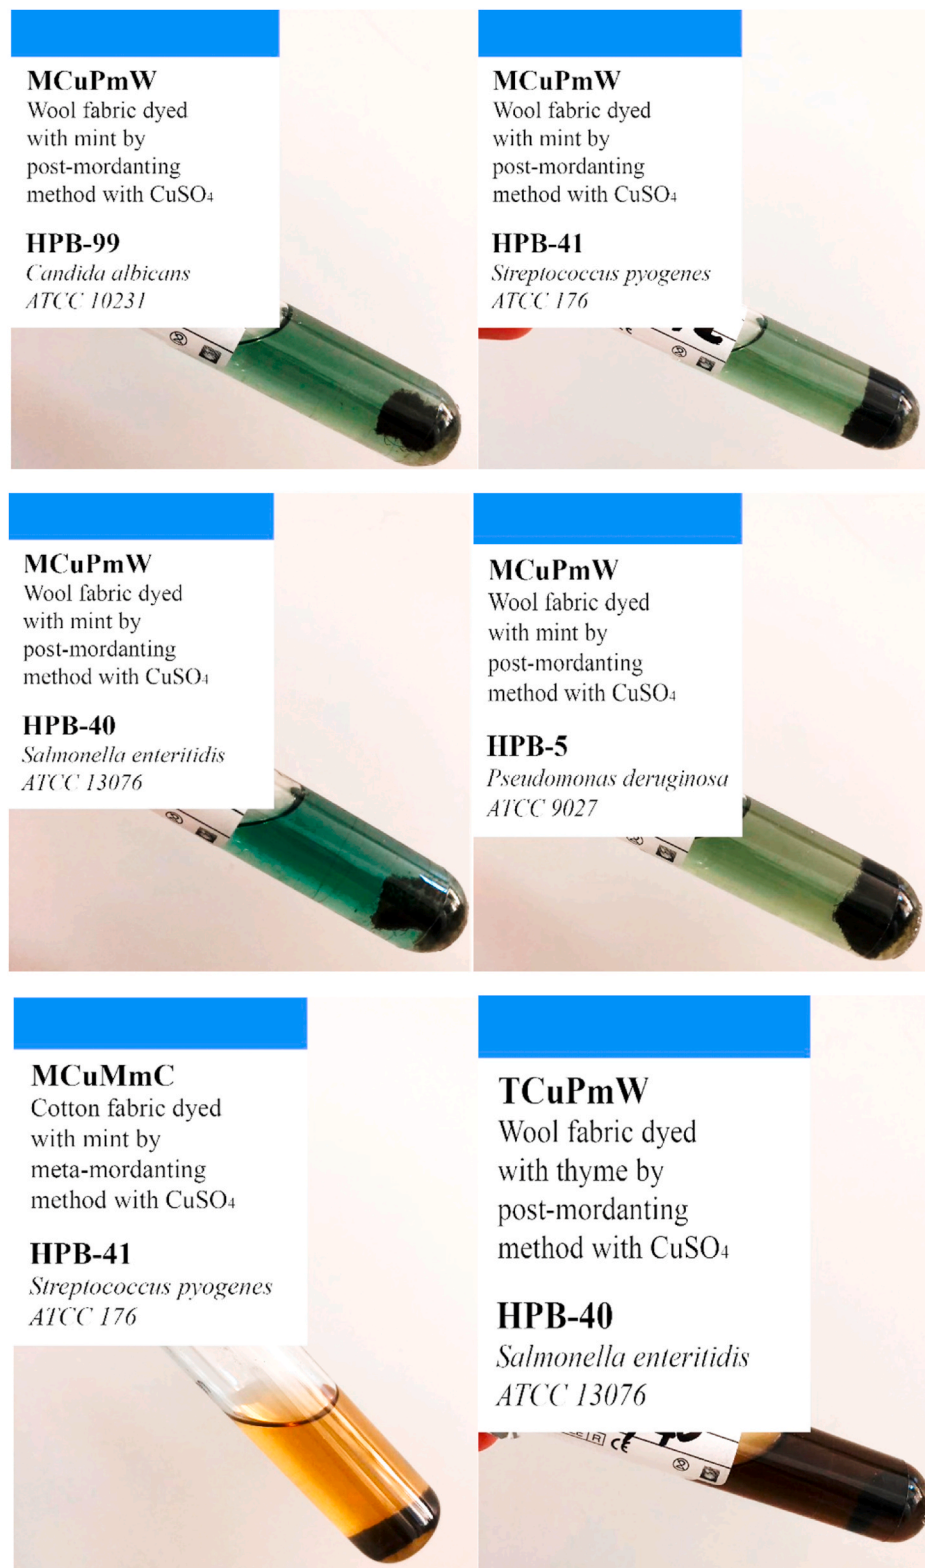 MCuPmW
Wool fabric dyed
with mint by
post-mordanting
method with CuSO₄
HPB-99
Candida albicans
ATCC 10231
MCuPmW
Wool fabric dyed
with mint by
post-mordanting
method with CuSO₄
HPB-41
Streptococcus pyogenes
ATCC 176
MCuPmW
Wool fabric dyed
with mint by
post-mordanting
method with CuSO₄
HPB-40
Salmonella enteritidis
ATCC 13076
MCuPmW
Wool fabric dyed
with mint by
post-mordanting
method with CuSO₄
HPB-5
Pseudomonas deruginosa
ATCC 9027
MCuMmC
Cotton fabric dyed
with mint by
meta-mordanting
method with CuSO₄
HPB-41
Streptococcus pyogenes
ATCC 176
TCuPmW
Wool fabric dyed
with thyme by
post-mordanting
method with CuSO₄
HPB-40
Salmonella enteritidis
ATCC 13076
R CE